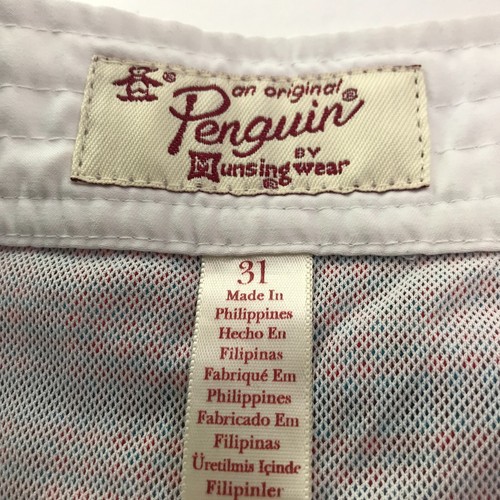 an original®
Penguin
BY
Munsingwear®
31
Made In
Philippines
Hecho En
Filipinas
Fabriqué Em
Philippines
Fabricado Em
Filipinas
Üretilmis Içinde
Filipinler